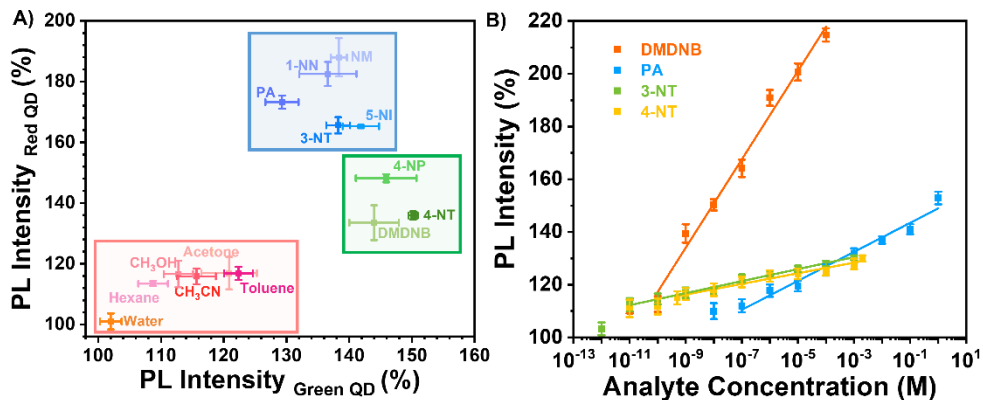 A)
200
180
160
140
120
100
PL Intensity Red QD (%)
NM
1-NN
PA
5-NI
3-NT
4-NP
4-NT
DMDNB
Acetone
CH₃OH
CH₃CN
Toluene
Hexane
Water
100 110 120 130 140 150 160
PL Intensity Green QD (%)
B)
220
200
180
160
140
120
100
PL Intensity (%)
DMDNB
PA
3-NT
4-NT
10⁻¹³ 10⁻¹¹ 10⁻⁹ 10⁻⁷ 10⁻⁵ 10⁻³ 10⁻¹ 10¹
Analyte Concentration (M)